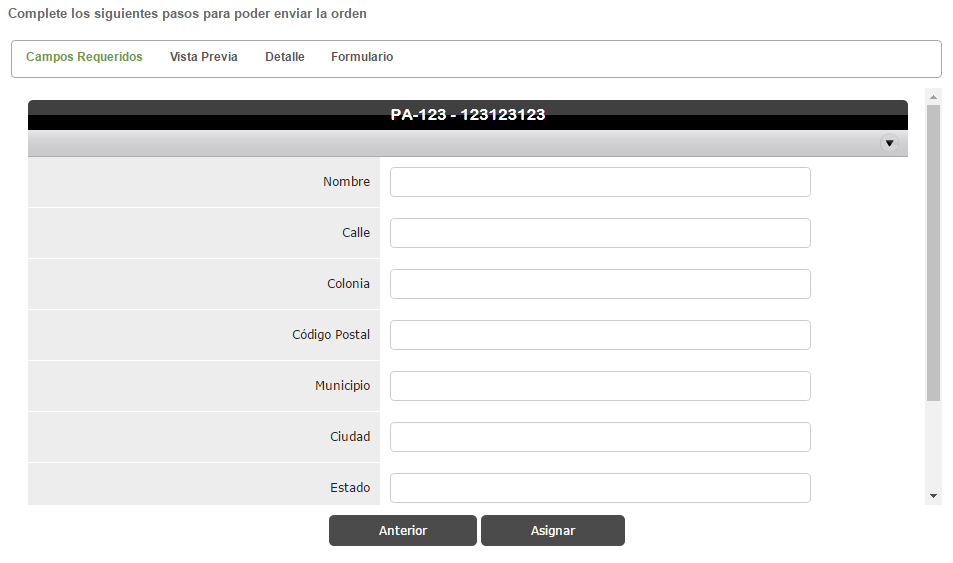 Complete los siguientes pasos para poder enviar la orden
Campos Requeridos Vista Previa Detalle Formulario
PA-123 - 123123123
Nombre
Calle
Colonia
Código Postal
Municipio
Ciudad
Estado
Anterior Asignar